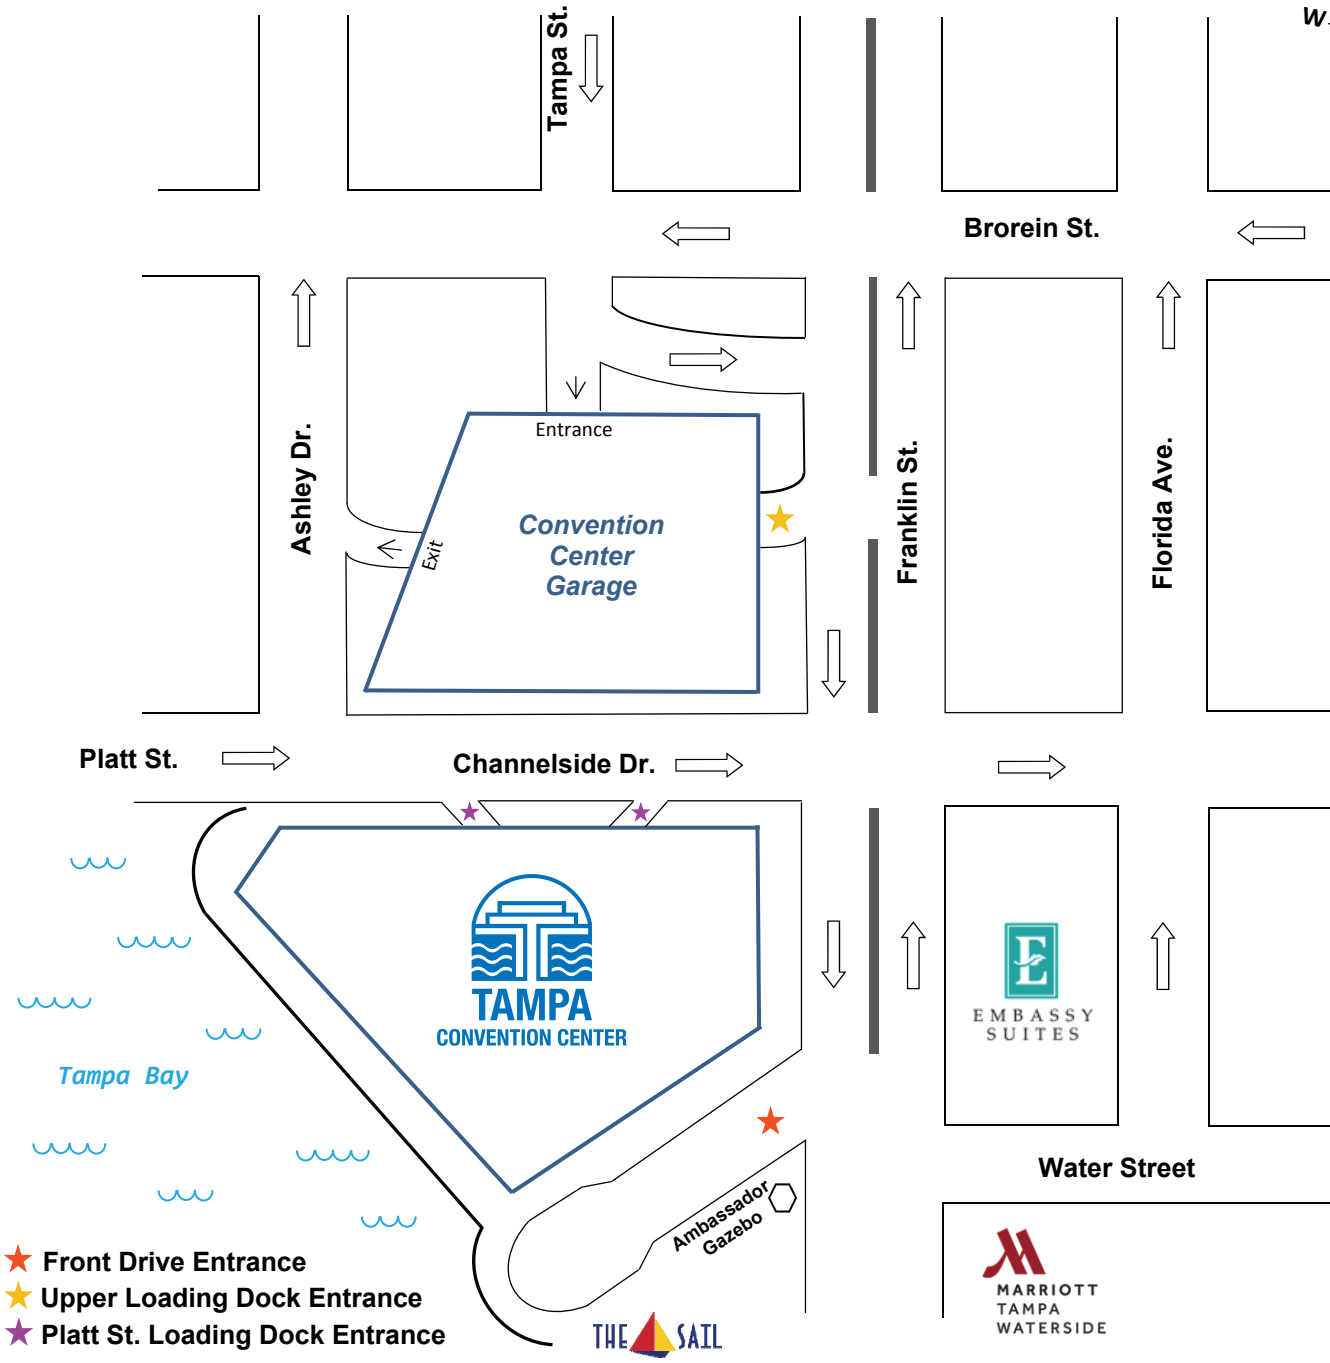 Tampa St.
W.
Brorein St.
Ashley Dr.
Entrance
Exit
Convention
Center
Garage
Franklin St.
Florida Ave.
Platt St.
Channelside Dr.
TAMPA
CONVENTION CENTER
E
EMBASSY
SUITES
Tampa Bay
Water Street
Ambassador
Gazebo
Front Drive Entrance
Upper Loading Dock Entrance
Platt St. Loading Dock Entrance
THE SAIL
MARRIOTT
TAMPA
WATERSIDE